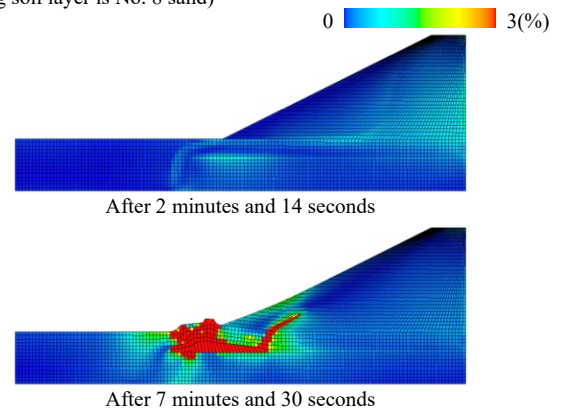 soil layer is No. 8 sand)
0 3(%)
After 2 minutes and 14 seconds
After 7 minutes and 30 seconds